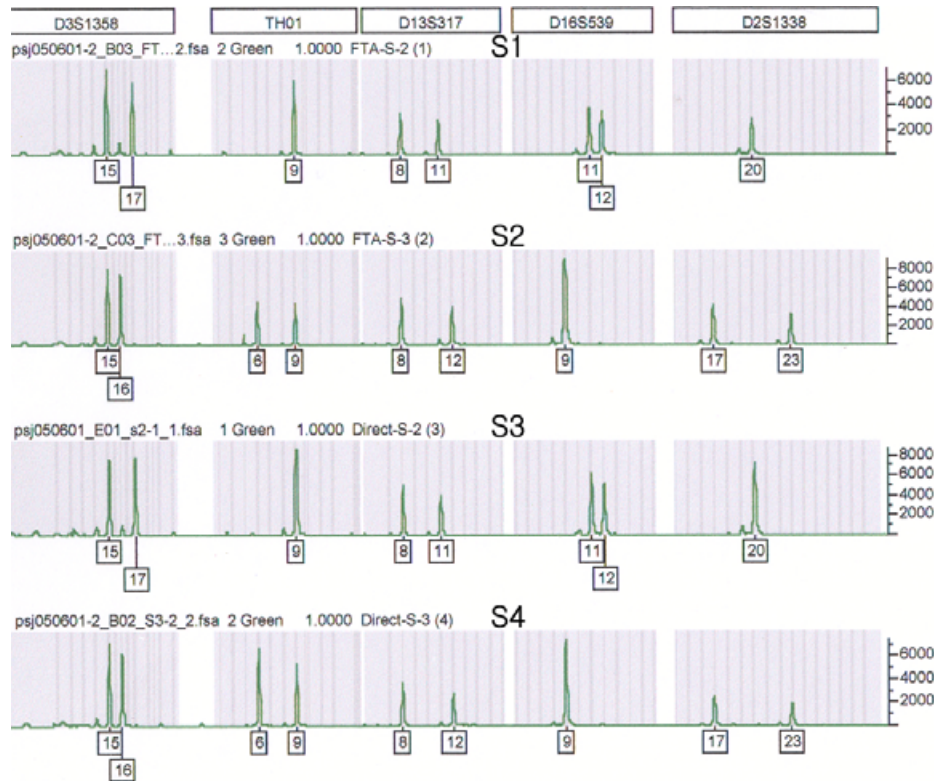 D3S1358 TH01 D13S317 D16S539 D2S1338
psj050601-2_B03_FT...2.fsa 2 Green 1.0000 FTA-S-2 (1) S1
6000
4000
2000
15 9 8 11 11 20
17 12
psj050601-2_C03_FT...3.fsa 3 Green 1.0000 FTA-S-3 (2) S2
8000
6000
4000
2000
15 6 9 8 12 9 17 23
16
psj050601_E01_s2-1_1.fsa 1 Green 1.0000 Direct-S-2 (3) S3
8000
6000
4000
2000
15 9 8 11 11 20
17 12
psj050601-2_B02_S3-2_2.fsa 2 Green 1.0000 Direct-S-3 (4) S4
6000
4000
2000
15 6 9 8 12 9 17 23
16